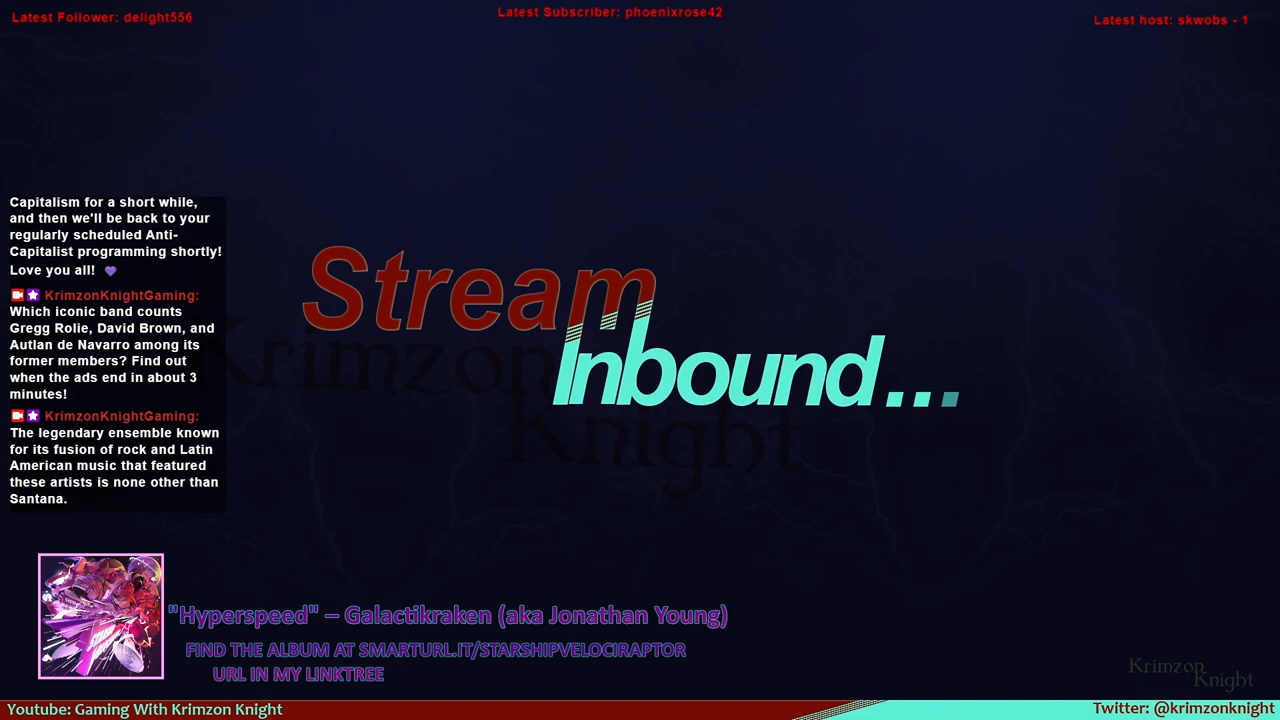 Latest Follower: delight556
Latest Subscriber: phoenixrose42
Latest host: skwobs - 1
Capitalism for a short while,
and then we'll be back to your
regularly scheduled Anti-
Capitalist programming shortly!
Love you all!
KrimzonKnightGaming:
Which iconic band counts
Gregg Rolie, David Brown, and
Autlan de Navarro among its
former members? Find out
when the ads end in about 3
minutes!
KrimzonKnightGaming:
The legendary ensemble known
for its fusion of rock and Latin
American music that featured
these artists is none other than
Santana.
Stream
Inbound...
Krimzon
Knight
"Hyperspeed" – Galactikraken (aka Jonathan Young)
FIND THE ALBUM AT SMARTURL.IT/STARSHIPVELOCIRAPTOR
URL IN MY LINKTREE
Krimzon
Knight
Youtube: Gaming With Krimzon Knight
Twitter: @krimzonknight